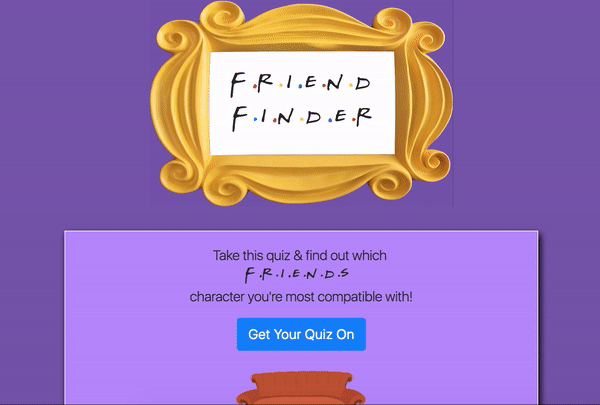 F.R.I.E.N.D
F.I.N.D.E.R
Take this quiz & find out which
F.R.I.E.N.D.S
character you're most compatible with!
Get Your Quiz On